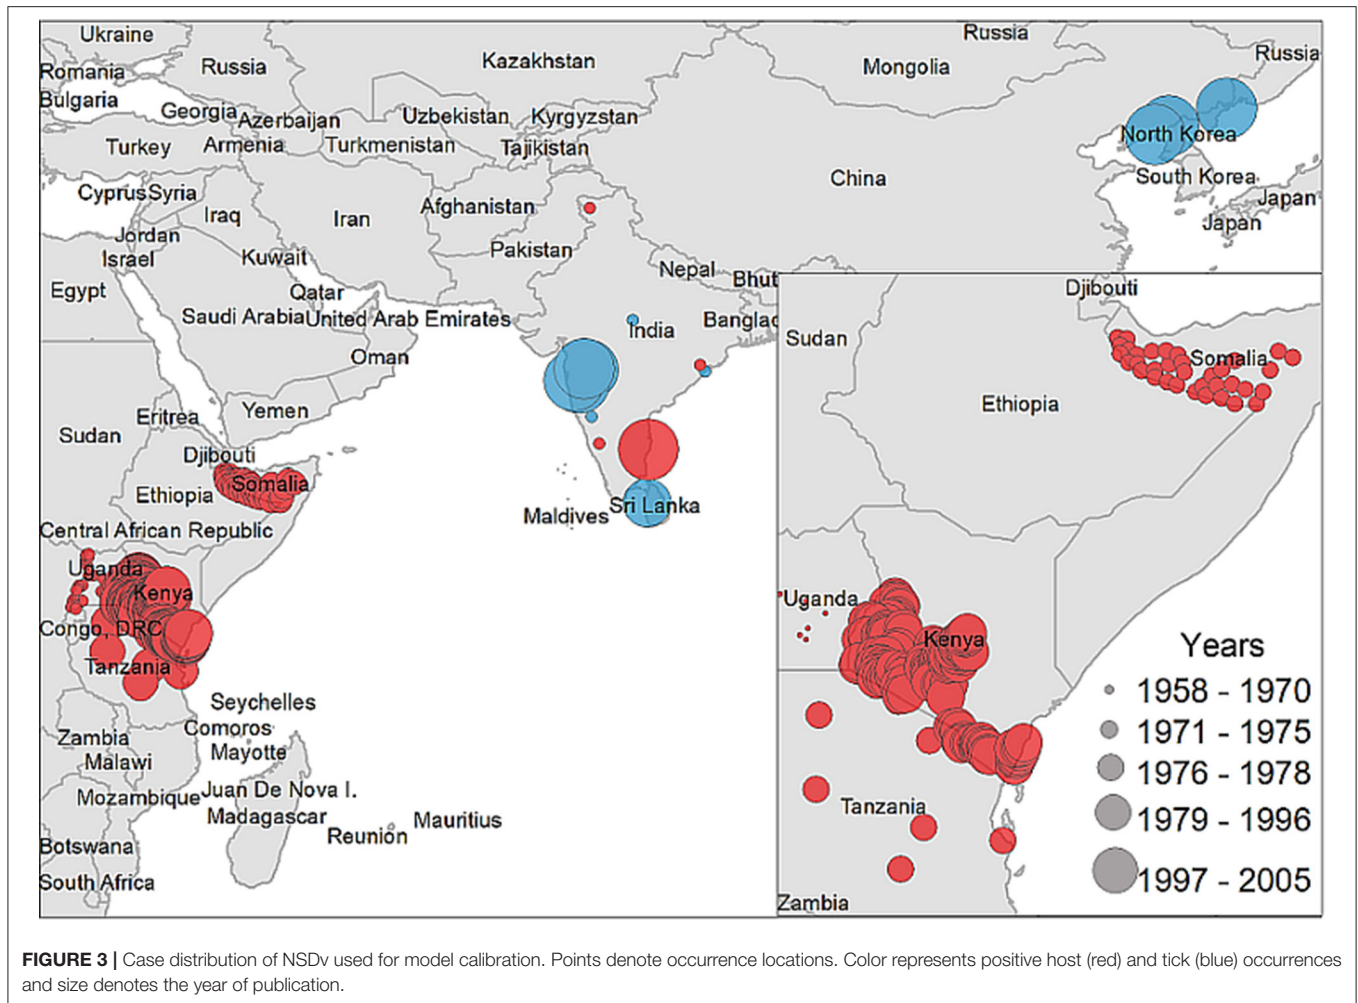 Ukraine
Russia
Russia
Romania
Russia
Kazakhstan
Mongolia
Bulgaria
Georgia
Azerbaijan
Uzbekistan
Kyrgyzstan
North Korea
Turkey
Armenia
Turkmenistan
Tajikistan
China
South Korea
Cyprus
Syria
Japan
Iraq
Iran
Afghanistan
Japan
Jordan
Israel
Kuwait
Pakistan
Nepal
Bhut
Egypt
Qatar
Saudi Arabia
United Arab Emirates
India
Banglad
Oman
Eritrea
Yemen
Sudan
Djibouti
Ethiopia
Somalia
Maldives
Sri Lanka
Central African Republic
Uganda
Kenya
Congo, DRC
Tanzania
Seychelles
Comoros
Zambia
Mayotte
Malawi
Mozambique
Juan De Nova I.
Madagascar
Mauritius
Reunion
Botswana
South Africa
Djibouti
Sudan
Somalia
Ethiopia
Uganda
Kenya
Tanzania
Zambia
Years
1958 - 1970
1971 - 1975
1976 - 1978
1979 - 1996
1997 - 2005
FIGURE 3 | Case distribution of NSDv used for model calibration. Points denote occurrence locations. Color represents positive host (red) and tick (blue) occurrences
and size denotes the year of publication.